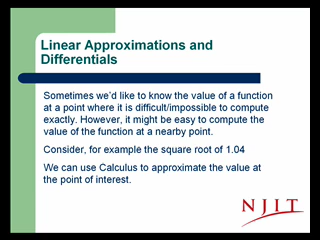 Linear Approximations and
Differentials
Sometimes we'd like to know the value of a function
at a point where it is difficult/impossible to compute
exactly. However, it might be easy to compute the
value of the function at a nearby point.
Consider, for example the square root of 1.04
We can use Calculus to approximate the value at
the point of interest.
NJIT